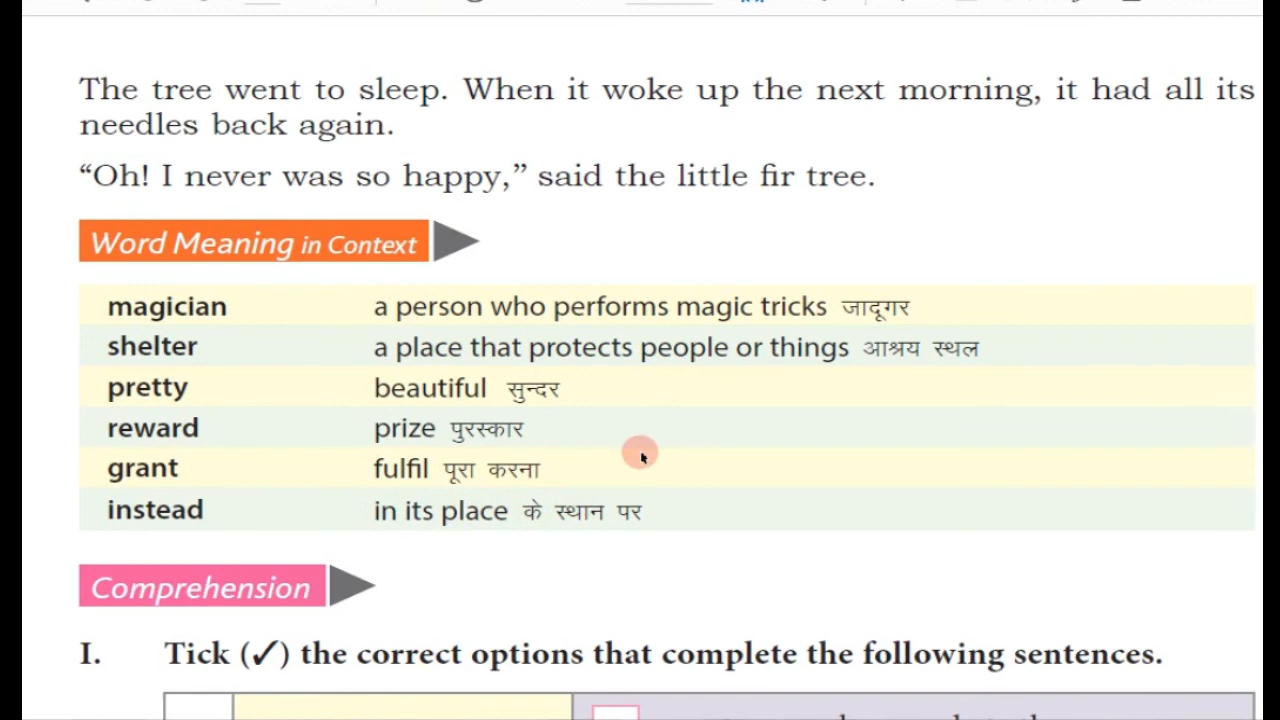 The tree went to sleep. When it woke up the next morning, it had all its
needles back again.
“Oh! I never was so happy,” said the little fir tree.
Word Meaning in Context
magician a person who performs magic tricks जादूगर
shelter a place that protects people or things आश्रय स्थल
pretty beautiful सुन्दर
reward prize पुरस्कार
grant fulfil पूरा करना
instead in its place के स्थान पर
Comprehension
I. Tick (✓) the correct options that complete the following sentences.